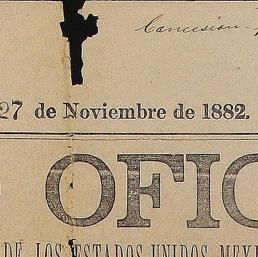 Concesión
27 de Noviembre de 1882.
OFIC
DE LOS ESTADOS UNIDOS MEX